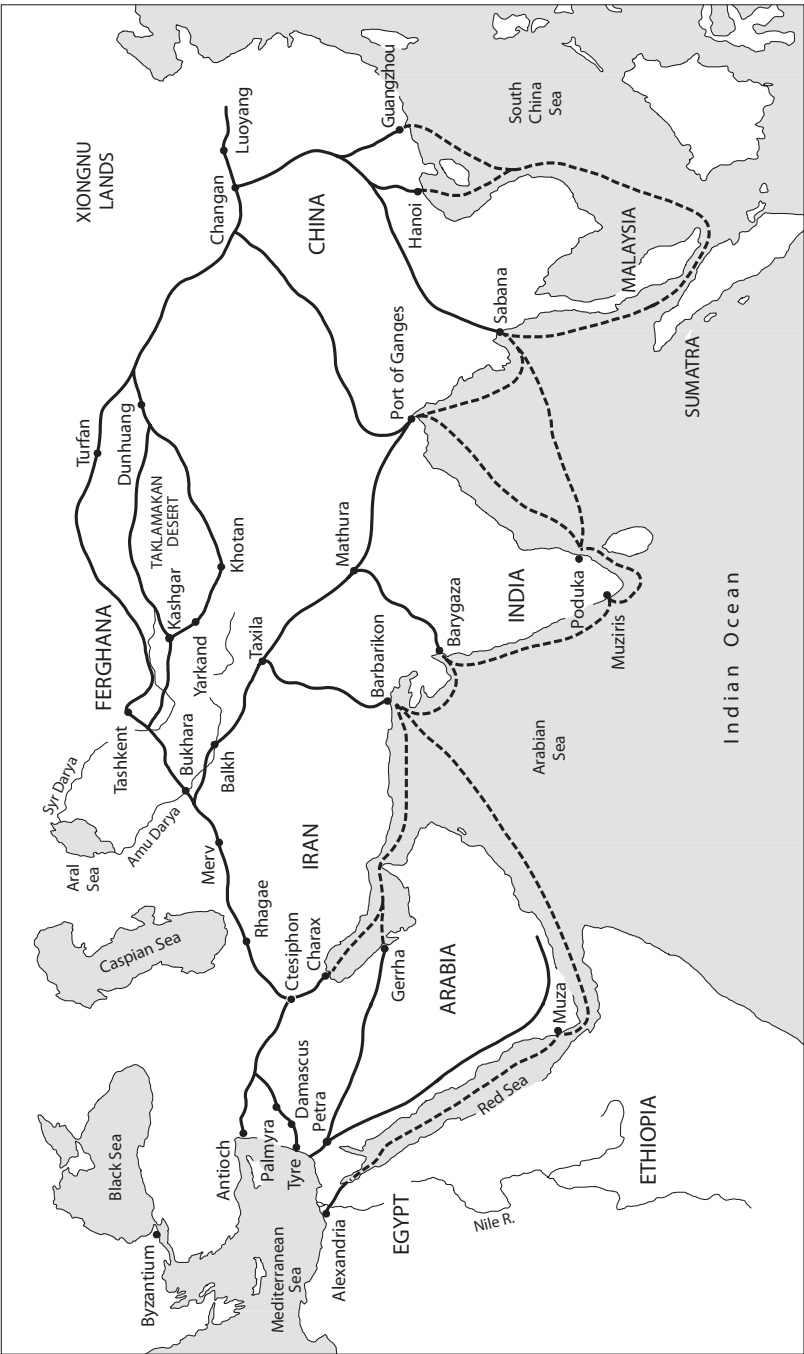 XIONGNU
LANDS
Luoyang
Changan
Guangzhou
CHINA
Hanoi
South
China
Sea
MALAYSIA
Sabana
SUMATRA
Port of Ganges
Turfan
Dunhuang
TAKLAMAKAN
DESERT
Khotan
Kashgar
Yarkand
FERGHANA
Tashkent
Mathura
Taxila
Barygaza
Barbarikon
INDIA
Poduka
Muziris
Indian Ocean
Arabian
Sea
Syr Darya
Aral
Sea
Amu Darya
Bukhara
Balkh
Merv
IRAN
Rhagae
Caspian Sea
Ctesiphon
Charax
Gerrha
ARABIA
Muza
Red Sea
Black Sea
Byzantium
Antioch
Palmyra
Damascus
Tyre
Petra
Mediterranean
Sea
Alexandria
EGYPT
Nile R.
ETHIOPIA